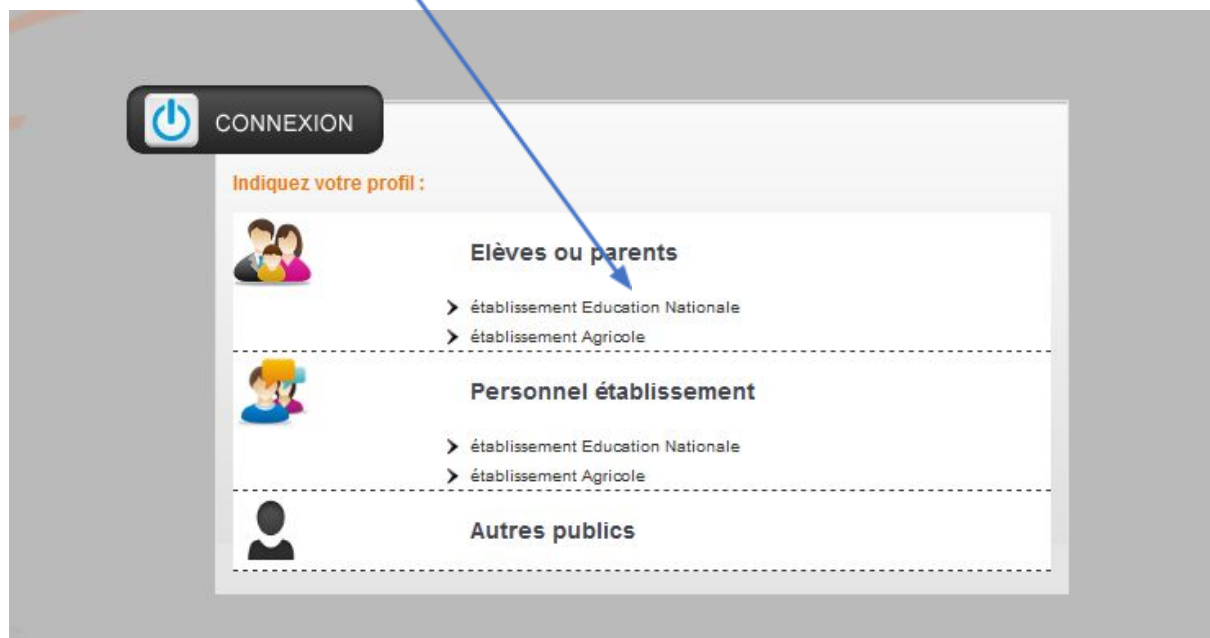 CONNEXION
Indiquez votre profil :
Elèves ou parents
établissement Education Nationale
établissement Agricole
Personnel établissement
établissement Education Nationale
établissement Agricole
Autres publics